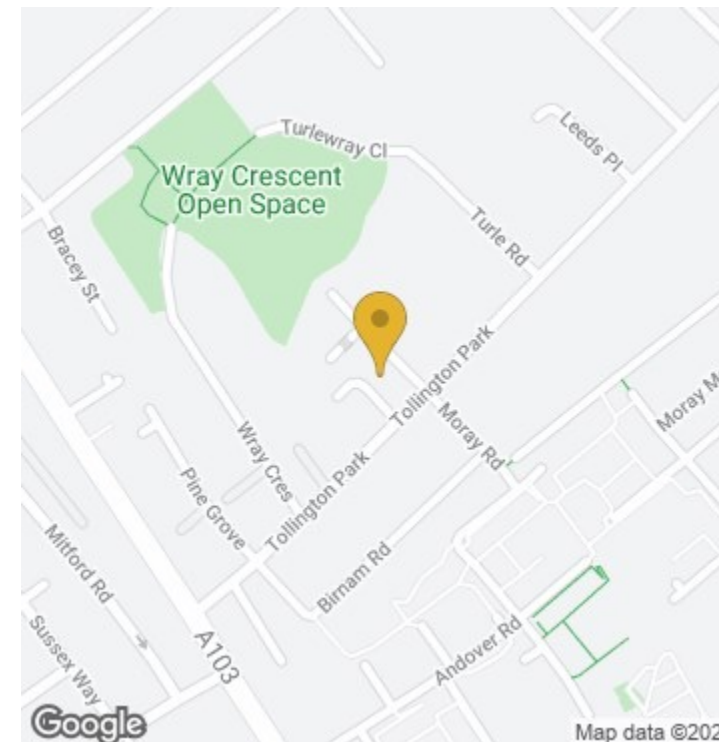 Turlewray Cl
Leeds Pl
Wray Crescent
Open Space
Bracey St
Turle Rd
Tollington Park
Moray Rd
Moray M
Wray Cres
Pine Grove
Tollington Park
Mitford Rd
Birnam Rd
Sussex Way
A103
Andover Rd
Google
Map data ©202